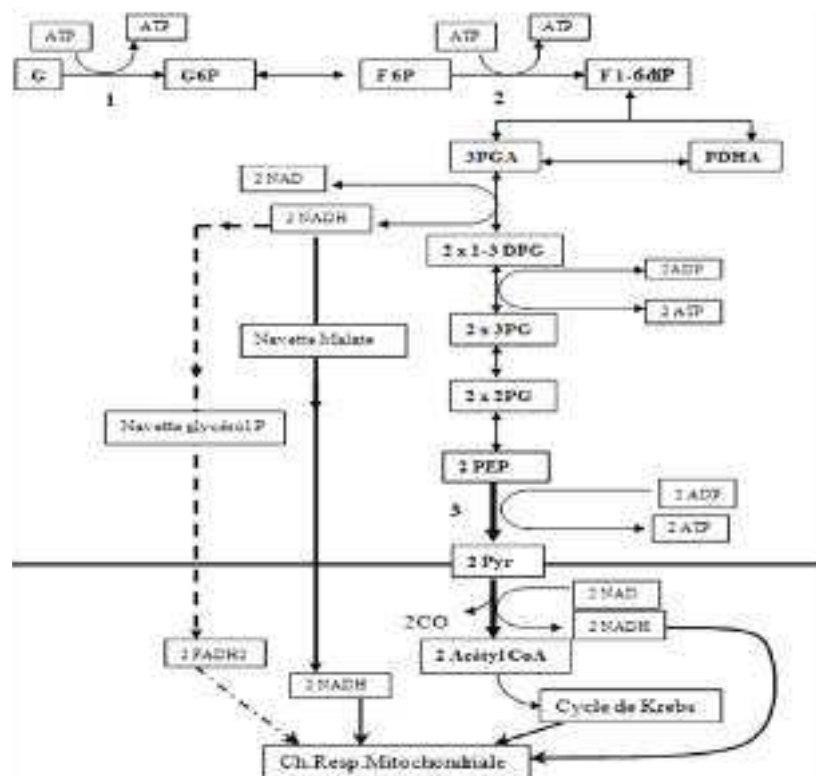 ATP
ATP
ATP
ATP
G
G6P
F 6P
F 1-6diP
1
2
3PGA
PDHA
2 NAD
2 NADH
2 x 1-3 DPG
2ADP
2 ATP
2 x 3PG
Navette Malate
2 x 2PG
Navette glycérol P
2 PEP
3
2 ADP
2 ATP
2 Pyr
2 NAD
2CO
2 NADH
2 Acétyl CoA
2 FADH2
2 NADH
Cycle de Krebs
Ch.Resp.Mitochondriale